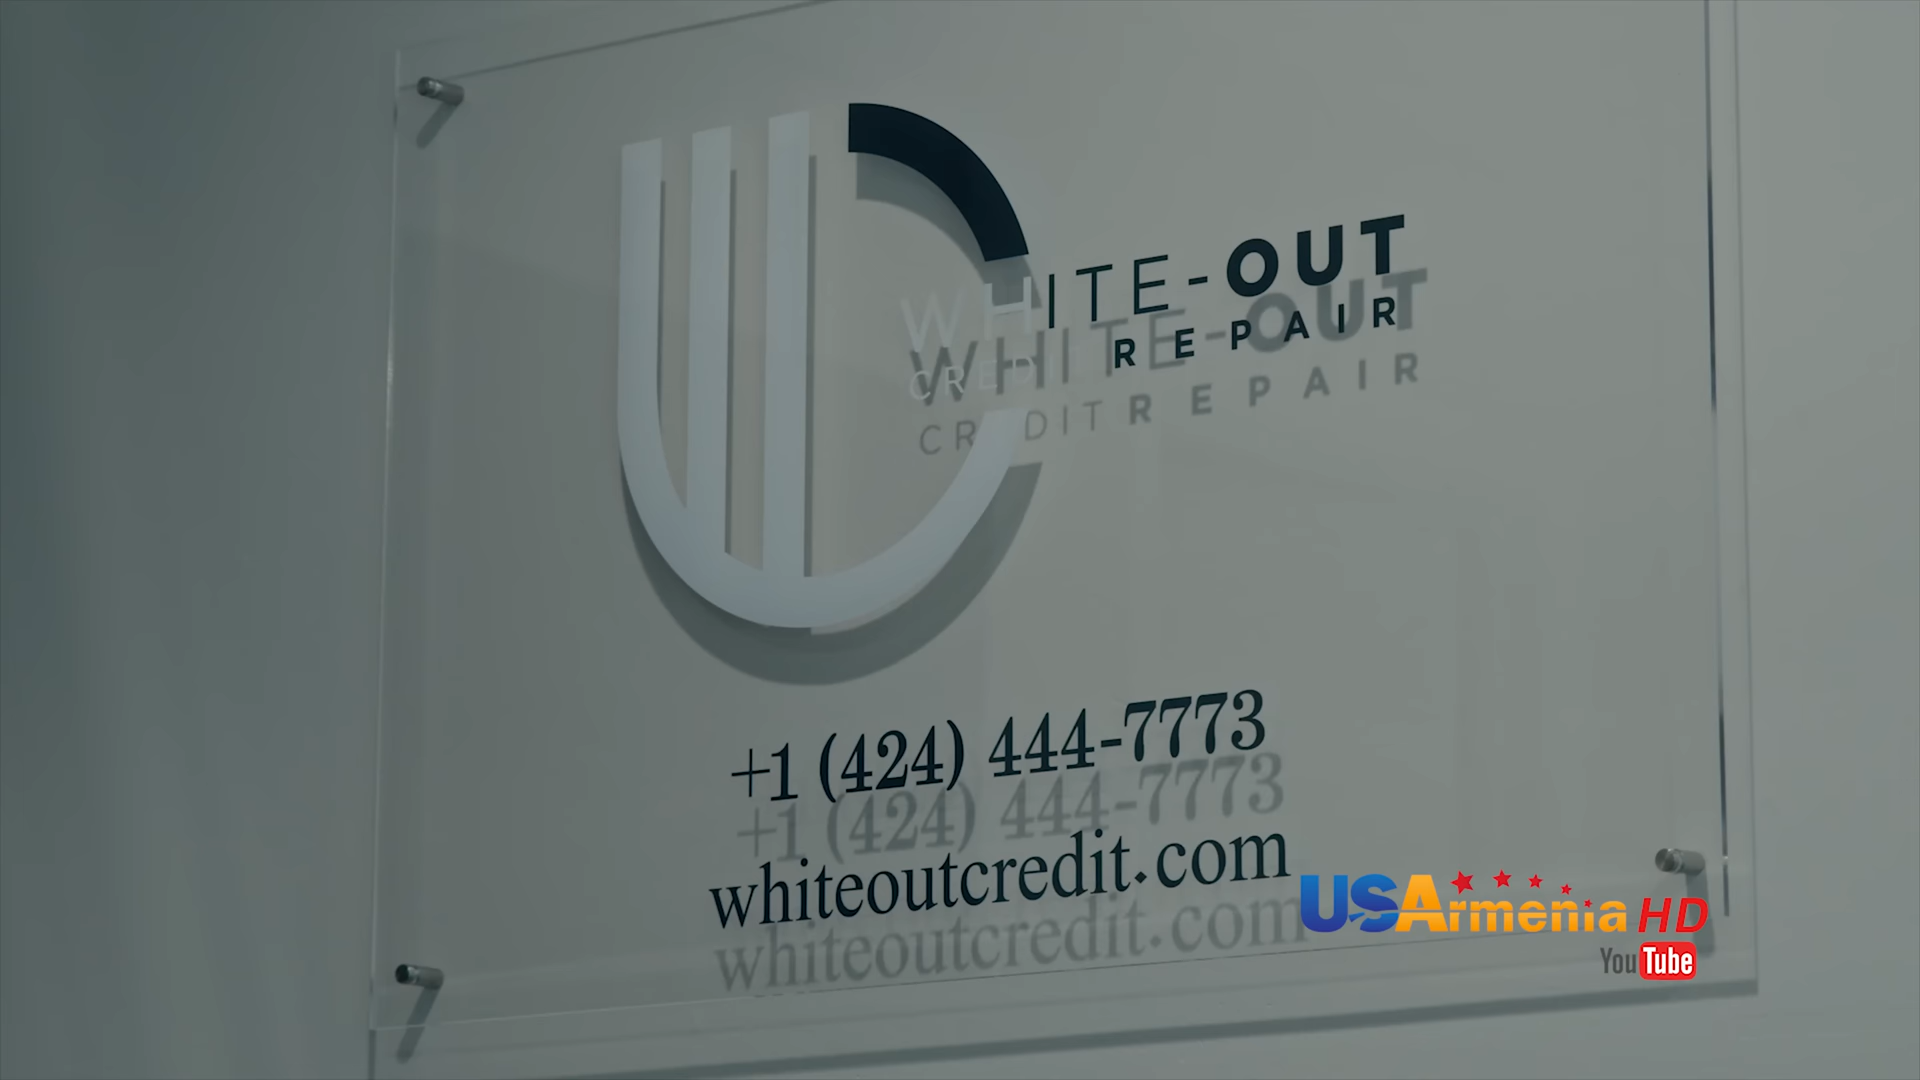 WHITE-OUT
CREDIT REPAIR
+1 (424) 444-7773
whiteoutcredit.com
USArmenia HD
YouTube